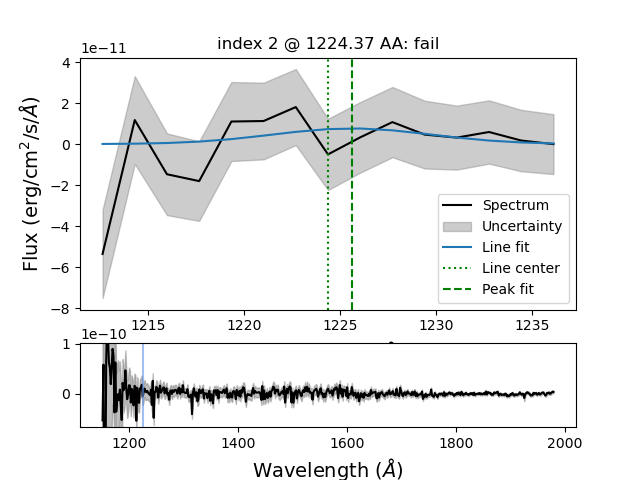 index 2 @ 1224.37 AA: fail
1e−11
4
2
0
−2
−4
−6
−8
Flux (erg/cm²/s/Å)
Spectrum
Uncertainty
Line fit
Line center
Peak fit
1215
1220
1225
1230
1235
1e−10
1
0
1200
1400
1600
1800
2000
Wavelength (Å)